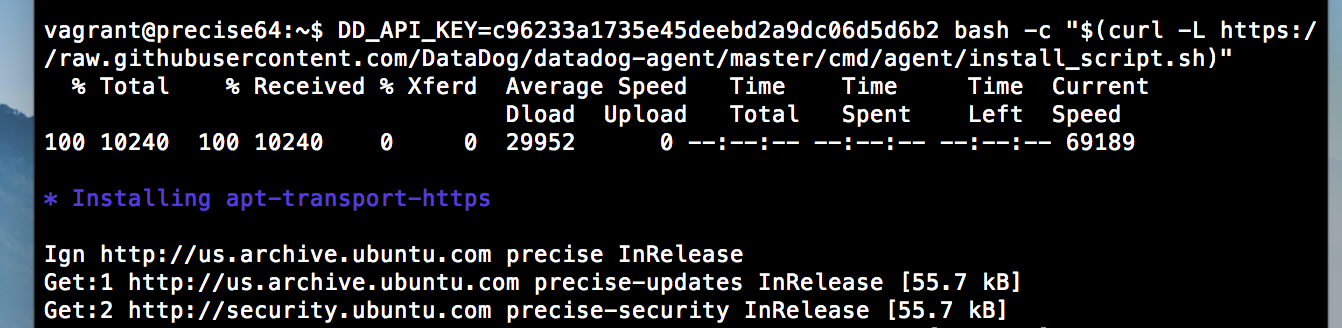 vagrant@precise64:~$ DD_API_KEY=c96233a1735e45deebd2a9dc06d5d6b2 bash -c "$(curl -L https:/
/raw.githubusercontent.com/DataDog/datadog-agent/master/cmd/agent/install_script.sh)"
  % Total    % Received % Xferd  Average Speed   Time    Time     Time  Current
                                 Dload  Upload   Total   Spent    Left  Speed
100 10240  100 10240    0     0  29952      0 --:--:-- --:--:-- --:--:-- 69189
* Installing apt-transport-https
Ign http://us.archive.ubuntu.com precise InRelease
Get:1 http://us.archive.ubuntu.com precise-updates InRelease [55.7 kB]
Get:2 http://security.ubuntu.com precise-security InRelease [55.7 kB]